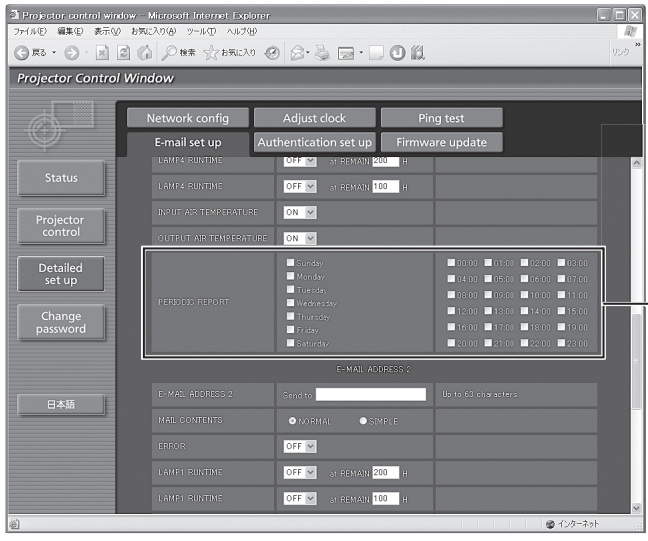 Projector control window - Microsoft Internet Explorer
ファイル(F) 編集(E) 表示(V) お気に入り(A) ツール(T) ヘルプ(H)
戻る 検索 お気に入り リンク
Projector Control Window
Network config Adjust clock Ping test
E-mail set up Authentication set up Firmware update
Status
Projector control
Detailed set up
Change password
日本語
LAMP4 RUNTIME OFF at REMAIN 200 H
LAMP4 RUNTIME OFF at REMAIN 100 H
INPUT AIR TEMPERATURE ON
OUTPUT AIR TEMPERATURE ON
PERIODIC REPORT
Sunday
Monday
Tuesday
Wednesday
Thursday
Friday
Saturday
00:00 01:00 02:00 03:00
04:00 05:00 06:00 07:00
08:00 09:00 10:00 11:00
12:00 13:00 14:00 15:00
16:00 17:00 18:00 19:00
20:00 21:00 22:00 23:00
E-MAIL ADDRESS 2
E-MAIL ADDRESS 2 Send to Up to 63 characters
MAIL CONTENTS NORMAL SIMPLE
ERROR OFF
LAMP1 RUNTIME OFF at REMAIN 200 H
LAMP1 RUNTIME OFF at REMAIN 100 H
インターネット